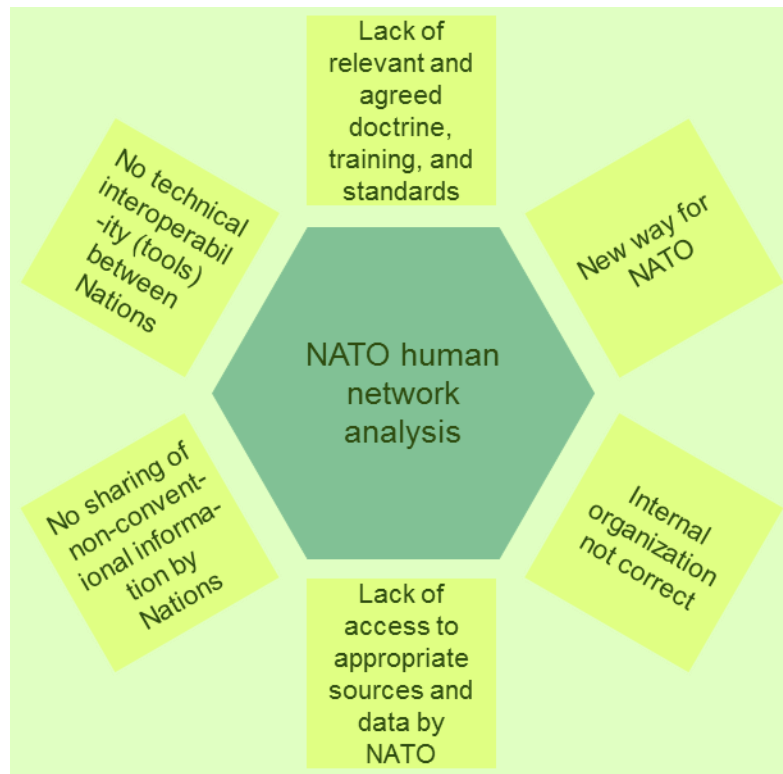 Lack of
relevant and
agreed
doctrine,
training, and
standards
No technical
interoperabil
-ity (tools)
between
Nations
New way for
NATO
NATO human
network
analysis
No sharing of
non-convent-
ional informa-
tion by
Nations
Internal
organization
not correct
Lack of
access to
appropriate
sources and
data by
NATO